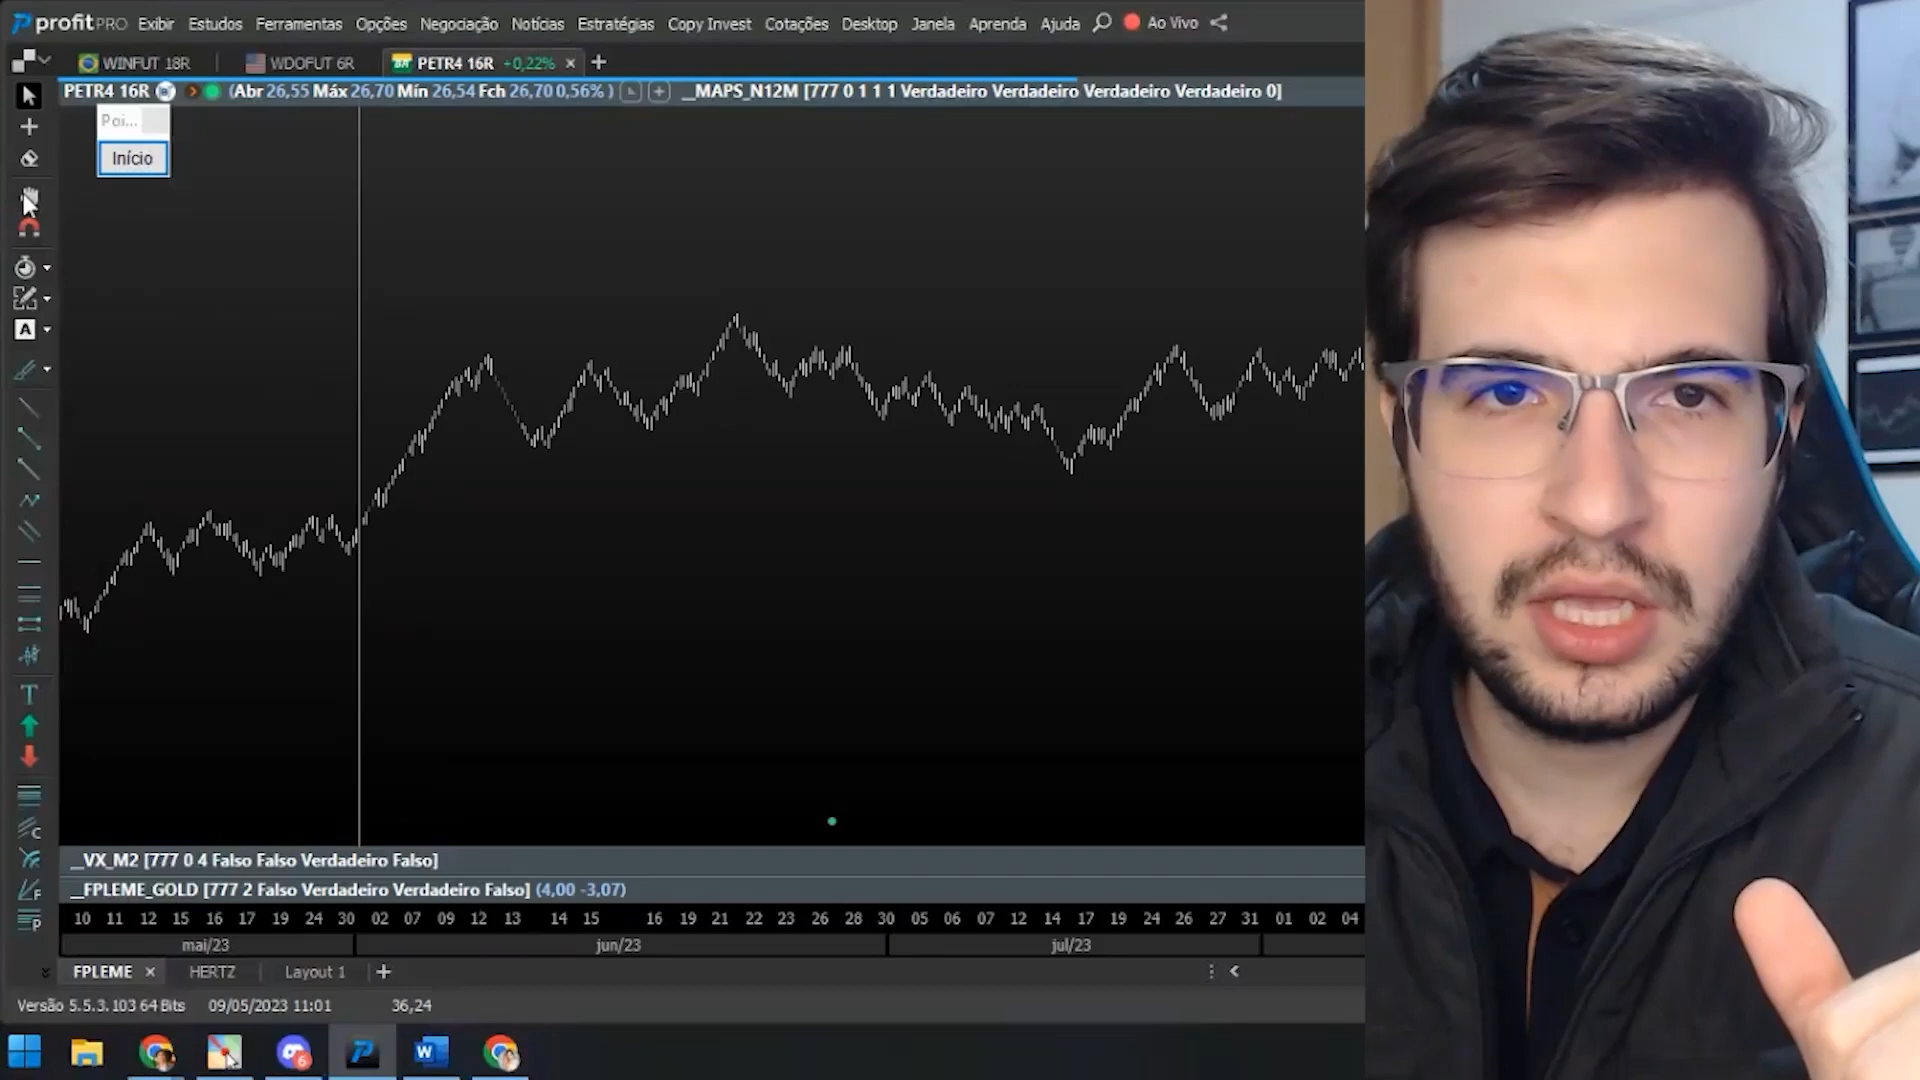 profitPRO Exibir Estudos Ferramentas Opções Negociação Notícias Estratégias Copy Invest Cotações Desktop Janela Aprenda Ajuda Ao Vivo
WINFUT 18R WDOFUT 6R PETR4 16R +0,22% × +
PETR4 16R (Abr 26,55 Máx 26,70 Mín 26,54 Fch 26,70 0,56% ) __MAPS_N12M [777 0 1 1 1 Verdadeiro Verdadeiro Verdadeiro Verdadeiro 0]
Pai...
Início
A
T
C
F
P
__VX_M2 [777 0 4 Falso Falso Verdadeiro Falso]
__FPLEME_GOLD [777 2 Falso Verdadeiro Verdadeiro Falso] (4,00 -3,07)
10 11 12 15 16 17 19 24 30 02 07 09 12 13 14 15 16 19 21 22 23 26 28 30 05 06 07 12 14 17 19 24 26 27 31 01 02 04
mai/23 jun/23 jul/23
FPLEME × HERTZ Layout 1 +
Versão 5.5.3.103 64 Bits 09/05/2023 11:01 36,24
6
W